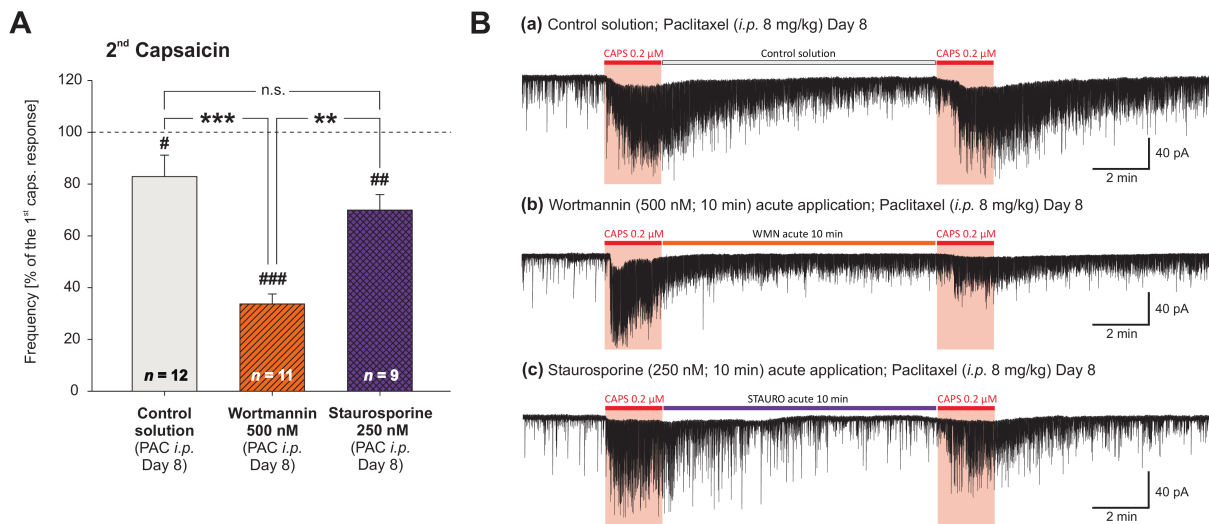 A
2nd Capsaicin
Frequency [% of the 1st caps. response]
120
100
80
60
40
20
0
n.s.
***
**
#
###
##
n = 12
n = 11
n = 9
Control
solution
(PAC i.p.
Day 8)
Wortmannin
500 nM
(PAC i.p.
Day 8)
Staurosporine
250 nM
(PAC i.p.
Day 8)
B
(a) Control solution; Paclitaxel (i.p. 8 mg/kg) Day 8
CAPS 0.2 µM
Control solution
CAPS 0.2 µM
40 pA
2 min
(b) Wortmannin (500 nM; 10 min) acute application; Paclitaxel (i.p. 8 mg/kg) Day 8
CAPS 0.2 µM
WMN acute 10 min
CAPS 0.2 µM
40 pA
2 min
(c) Staurosporine (250 nM; 10 min) acute application; Paclitaxel (i.p. 8 mg/kg) Day 8
CAPS 0.2 µM
STAURO acute 10 min
CAPS 0.2 µM
40 pA
2 min